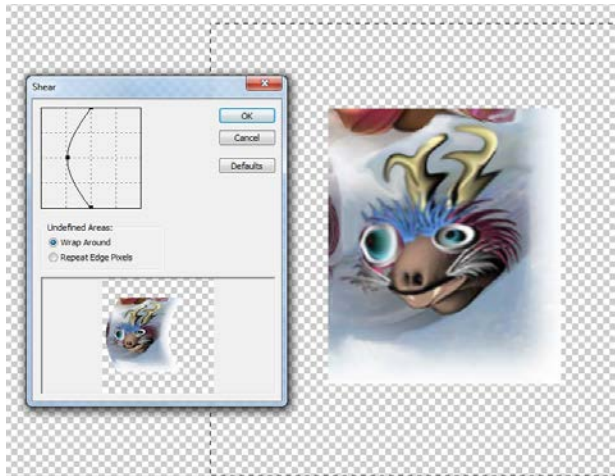 Shear
OK
Cancel
Defaults
Undefined Areas:
Wrap Around
Repeat Edge Pixels